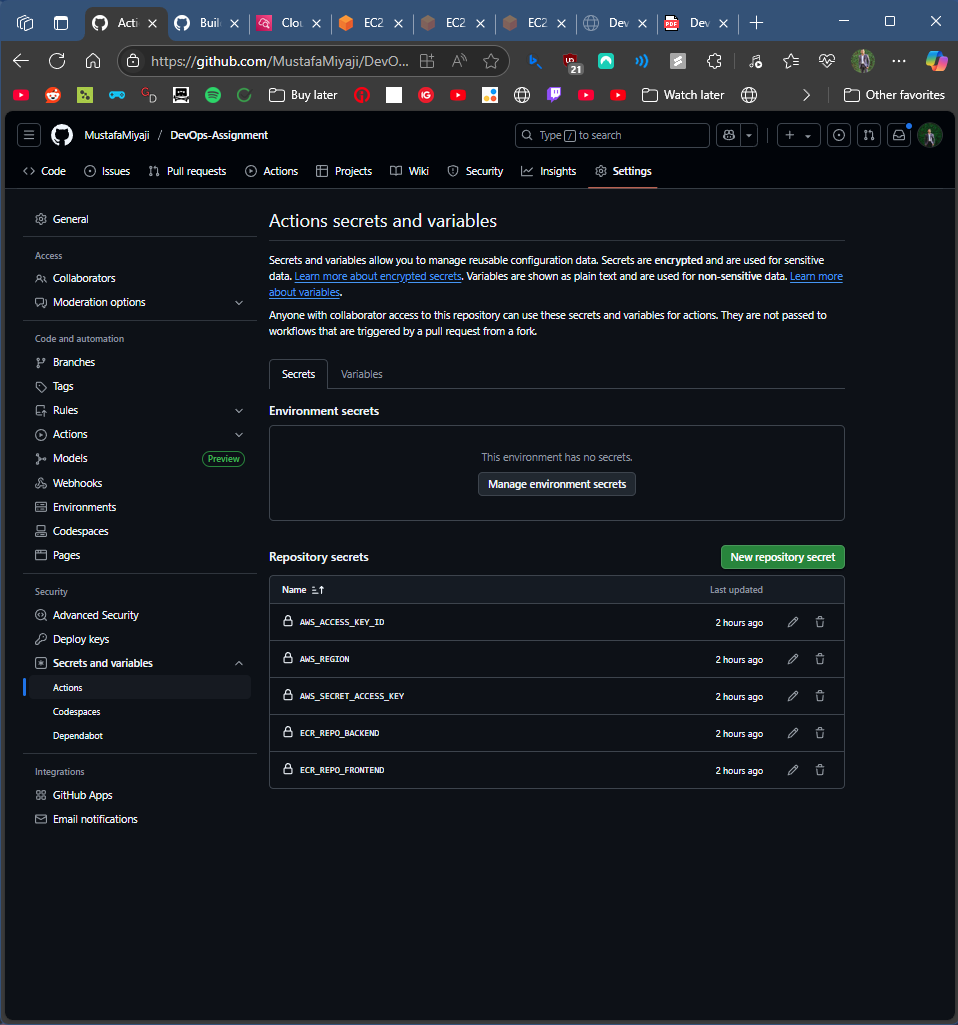 Acti
Buil
Clou
EC2
EC2
EC2
Dev
PDF
Dev
https://github.com/MustafaMiyaji/DevO...
21
Buy later
Watch later
Other favorites
MustafaMiyaji / DevOps-Assignment
Type / to search
Code
Issues
Pull requests
Actions
Projects
Wiki
Security
Insights
Settings
General
Access
Collaborators
Moderation options
Code and automation
Branches
Tags
Rules
Actions
Models
Preview
Webhooks
Environments
Codespaces
Pages
Security
Advanced Security
Deploy keys
Secrets and variables
Actions
Codespaces
Dependabot
Integrations
GitHub Apps
Email notifications
Actions secrets and variables
Secrets and variables allow you to manage reusable configuration data. Secrets are encrypted and are used for sensitive
data. Learn more about encrypted secrets. Variables are shown as plain text and are used for non-sensitive data. Learn more
about variables.
Anyone with collaborator access to this repository can use these secrets and variables for actions. They are not passed to
workflows that are triggered by a pull request from a fork.
Secrets
Variables
Environment secrets
This environment has no secrets.
Manage environment secrets
Repository secrets
New repository secret
Name
Last updated
AWS_ACCESS_KEY_ID
2 hours ago
AWS_REGION
2 hours ago
AWS_SECRET_ACCESS_KEY
2 hours ago
ECR_REPO_BACKEND
2 hours ago
ECR_REPO_FRONTEND
2 hours ago